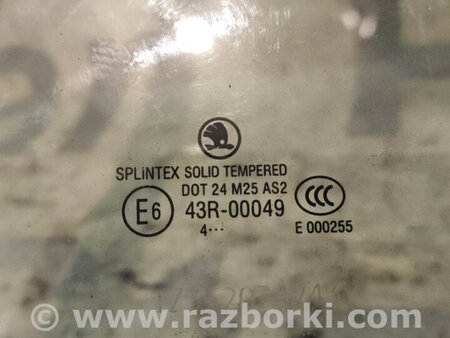 SPLiNTEX SOLID TEMPERED
DOT 24 M25 AS2
E6 43R-00049 CCC
4··· E 000255
www.razborki.com